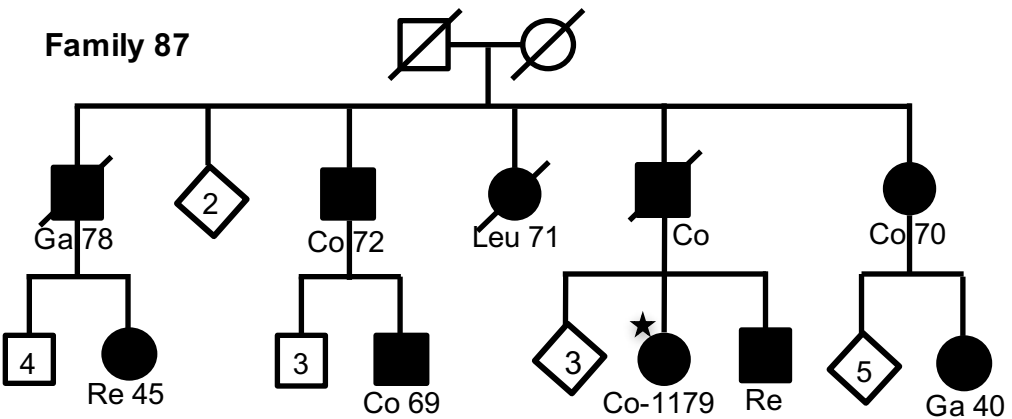 Family 87
2
Ga 78
Co 72
Leu 71
Co
Co 70
4
3
3
5
Re 45
Co 69
Co-1179
Re
Ga 40